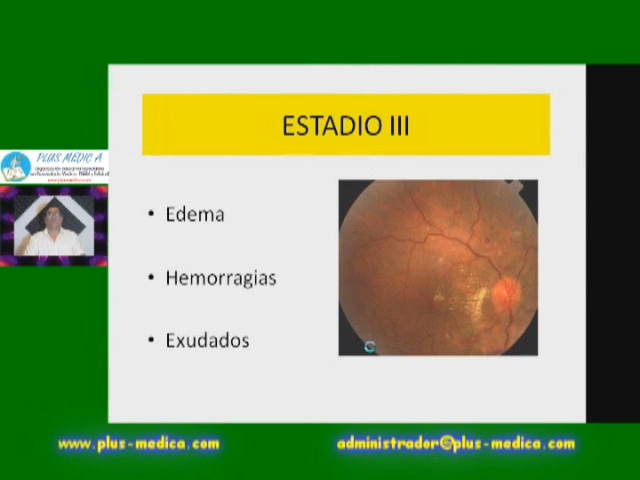 ESTADIO III
PLUS MEDIC A
• Edema
• Hemorragias
• Exudados
www.plus-medica.com
administrador@plus-medica.com